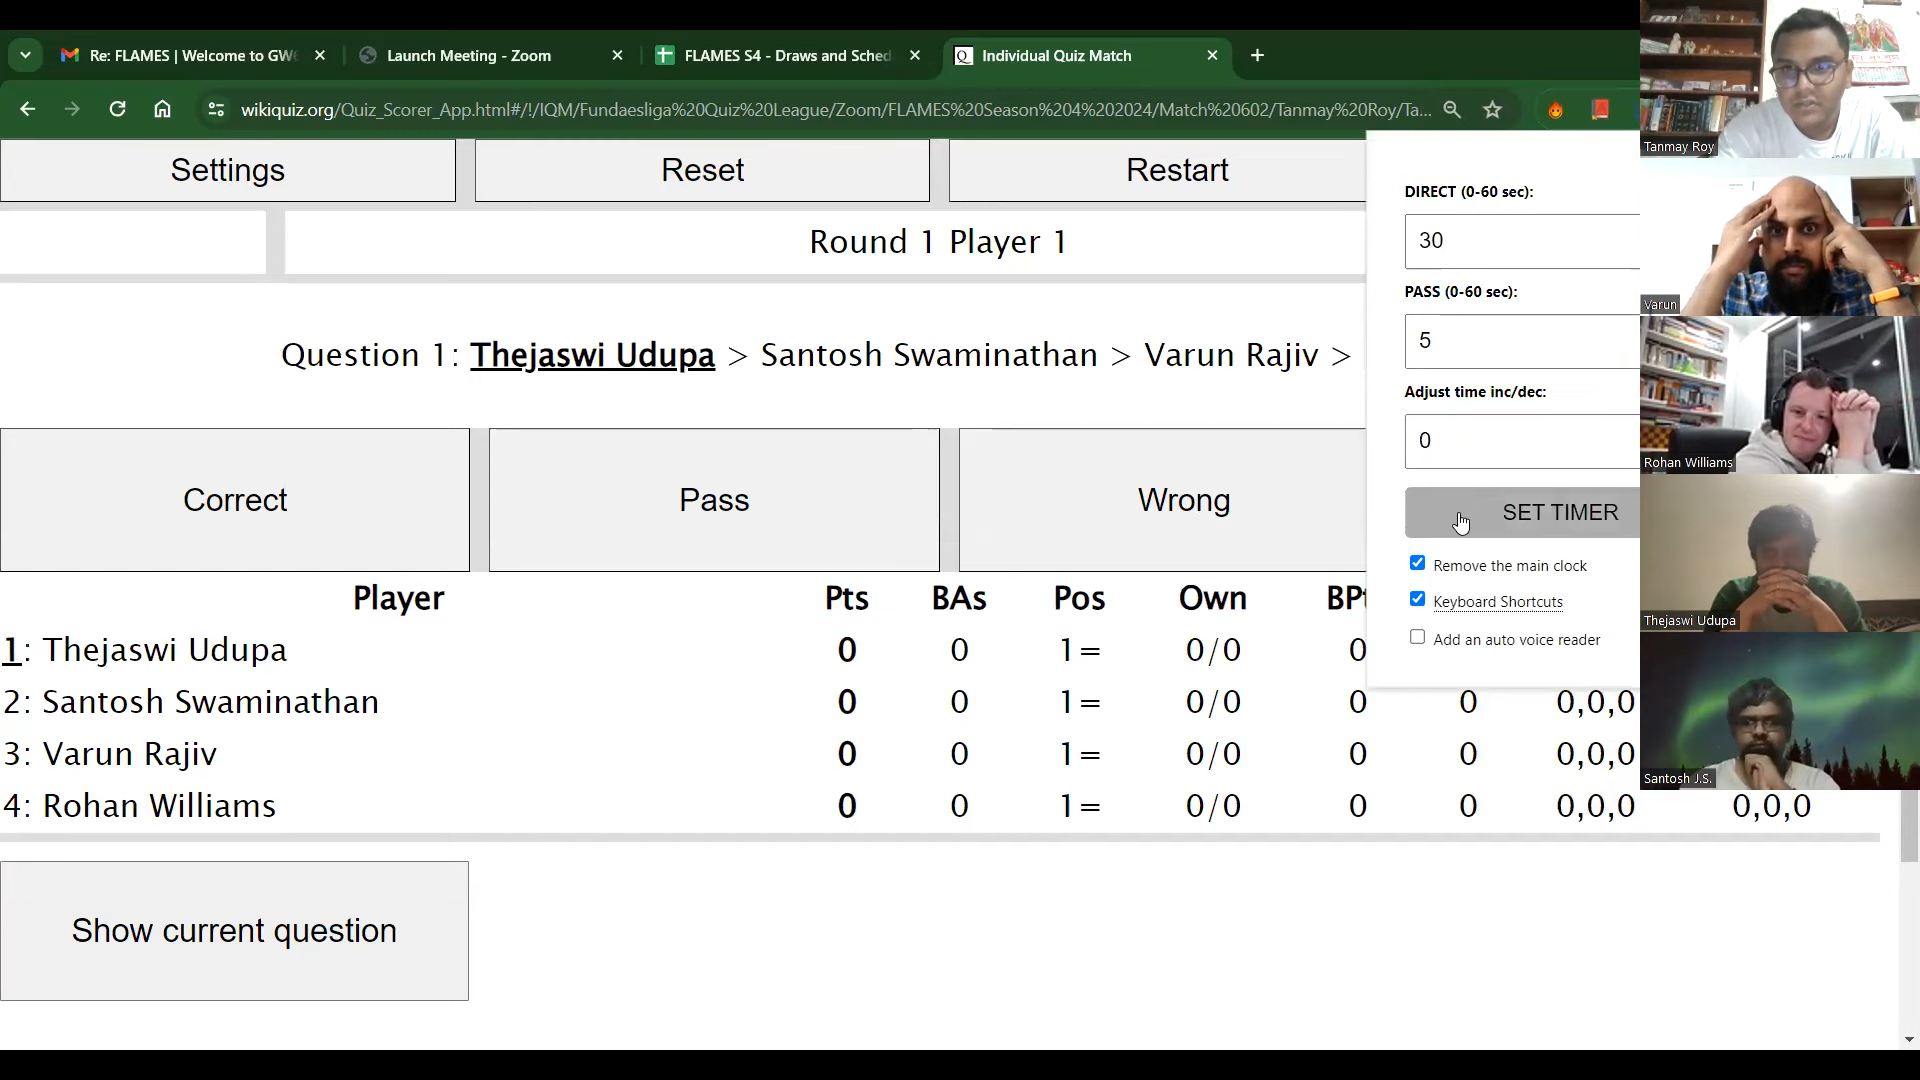 Re: FLAMES | Welcome to GW
Launch Meeting - Zoom
FLAMES S4 - Draws and Sched
Individual Quiz Match
wikiquiz.org/Quiz_Scorer_App.html#/!/IQM/Fundaesliga%20Quiz%20League/Zoom/FLAMES%20Season%204%202024/Match%20602/Tanmay%20Roy/Ta...
Settings
Reset
Restart
Round 1 Player 1
Question 1: Thejaswi Udupa > Santosh Swaminathan > Varun Rajiv >
Correct
Pass
Wrong
Player Pts BAs Pos Own BPt
1: Thejaswi Udupa 0 0 1= 0/0 0
2: Santosh Swaminathan 0 0 1= 0/0 0 0 0,0,0
3: Varun Rajiv 0 0 1= 0/0 0 0 0,0,0
4: Rohan Williams 0 0 1= 0/0 0 0 0,0,0 0,0,0
Show current question
DIRECT (0-60 sec):
30
PASS (0-60 sec):
5
Adjust time inc/dec:
0
SET TIMER
Remove the main clock
Keyboard Shortcuts
Add an auto voice reader
Tanmay Roy
Varun
Rohan Williams
Thejaswi Udupa
Santosh J.S.